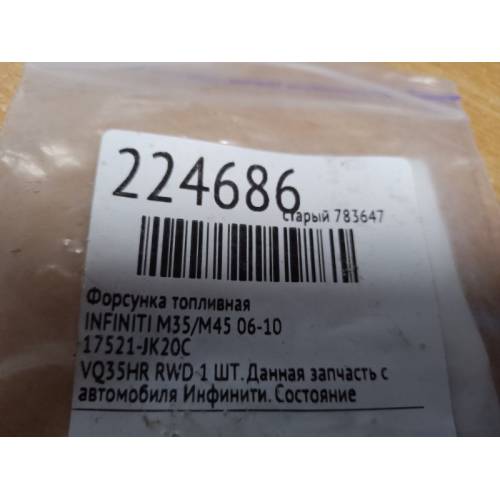 224686
старый 783647
Форсунка топливная
INFINITI M35/M45 06-10
17521-JK20C
VQ35HR RWD 1 ШТ. Данная запчасть с
автомобиля Инфинити. Состояние